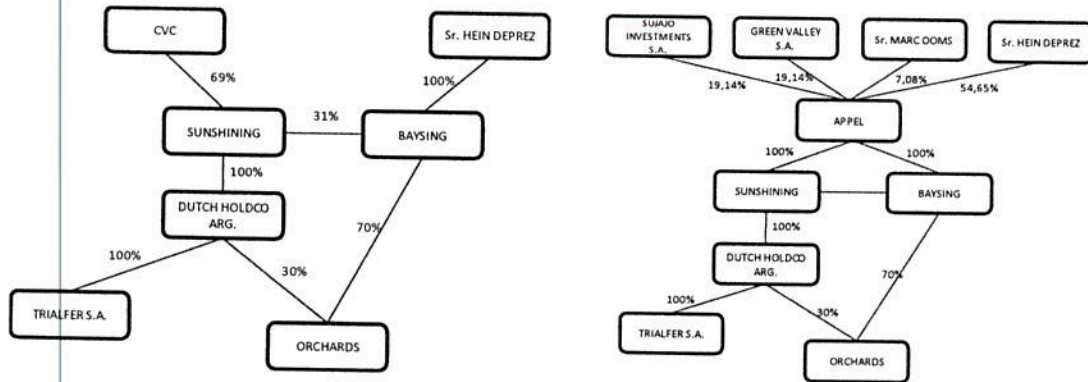 CVC
Sr. HEIN DEPREZ
69%
100%
31%
SUNSHINING
BAYSING
100%
DUTCH HOLDCO
ARG.
70%
100%
30%
TRIALFER S.A.
ORCHARDS
SUJAJO
INVESTMENTS
S.A.
GREEN VALLEY
S.A.
Sr. MARC OOMS
Sr. HEIN DEPREZ
19,14%
19,14%
7,08%
54,65%
APPEL
100%
100%
SUNSHINING
BAYSING
100%
DUTCH HOLDCO
ARG.
70%
100%
30%
TRIALFER S.A.
ORCHARDS